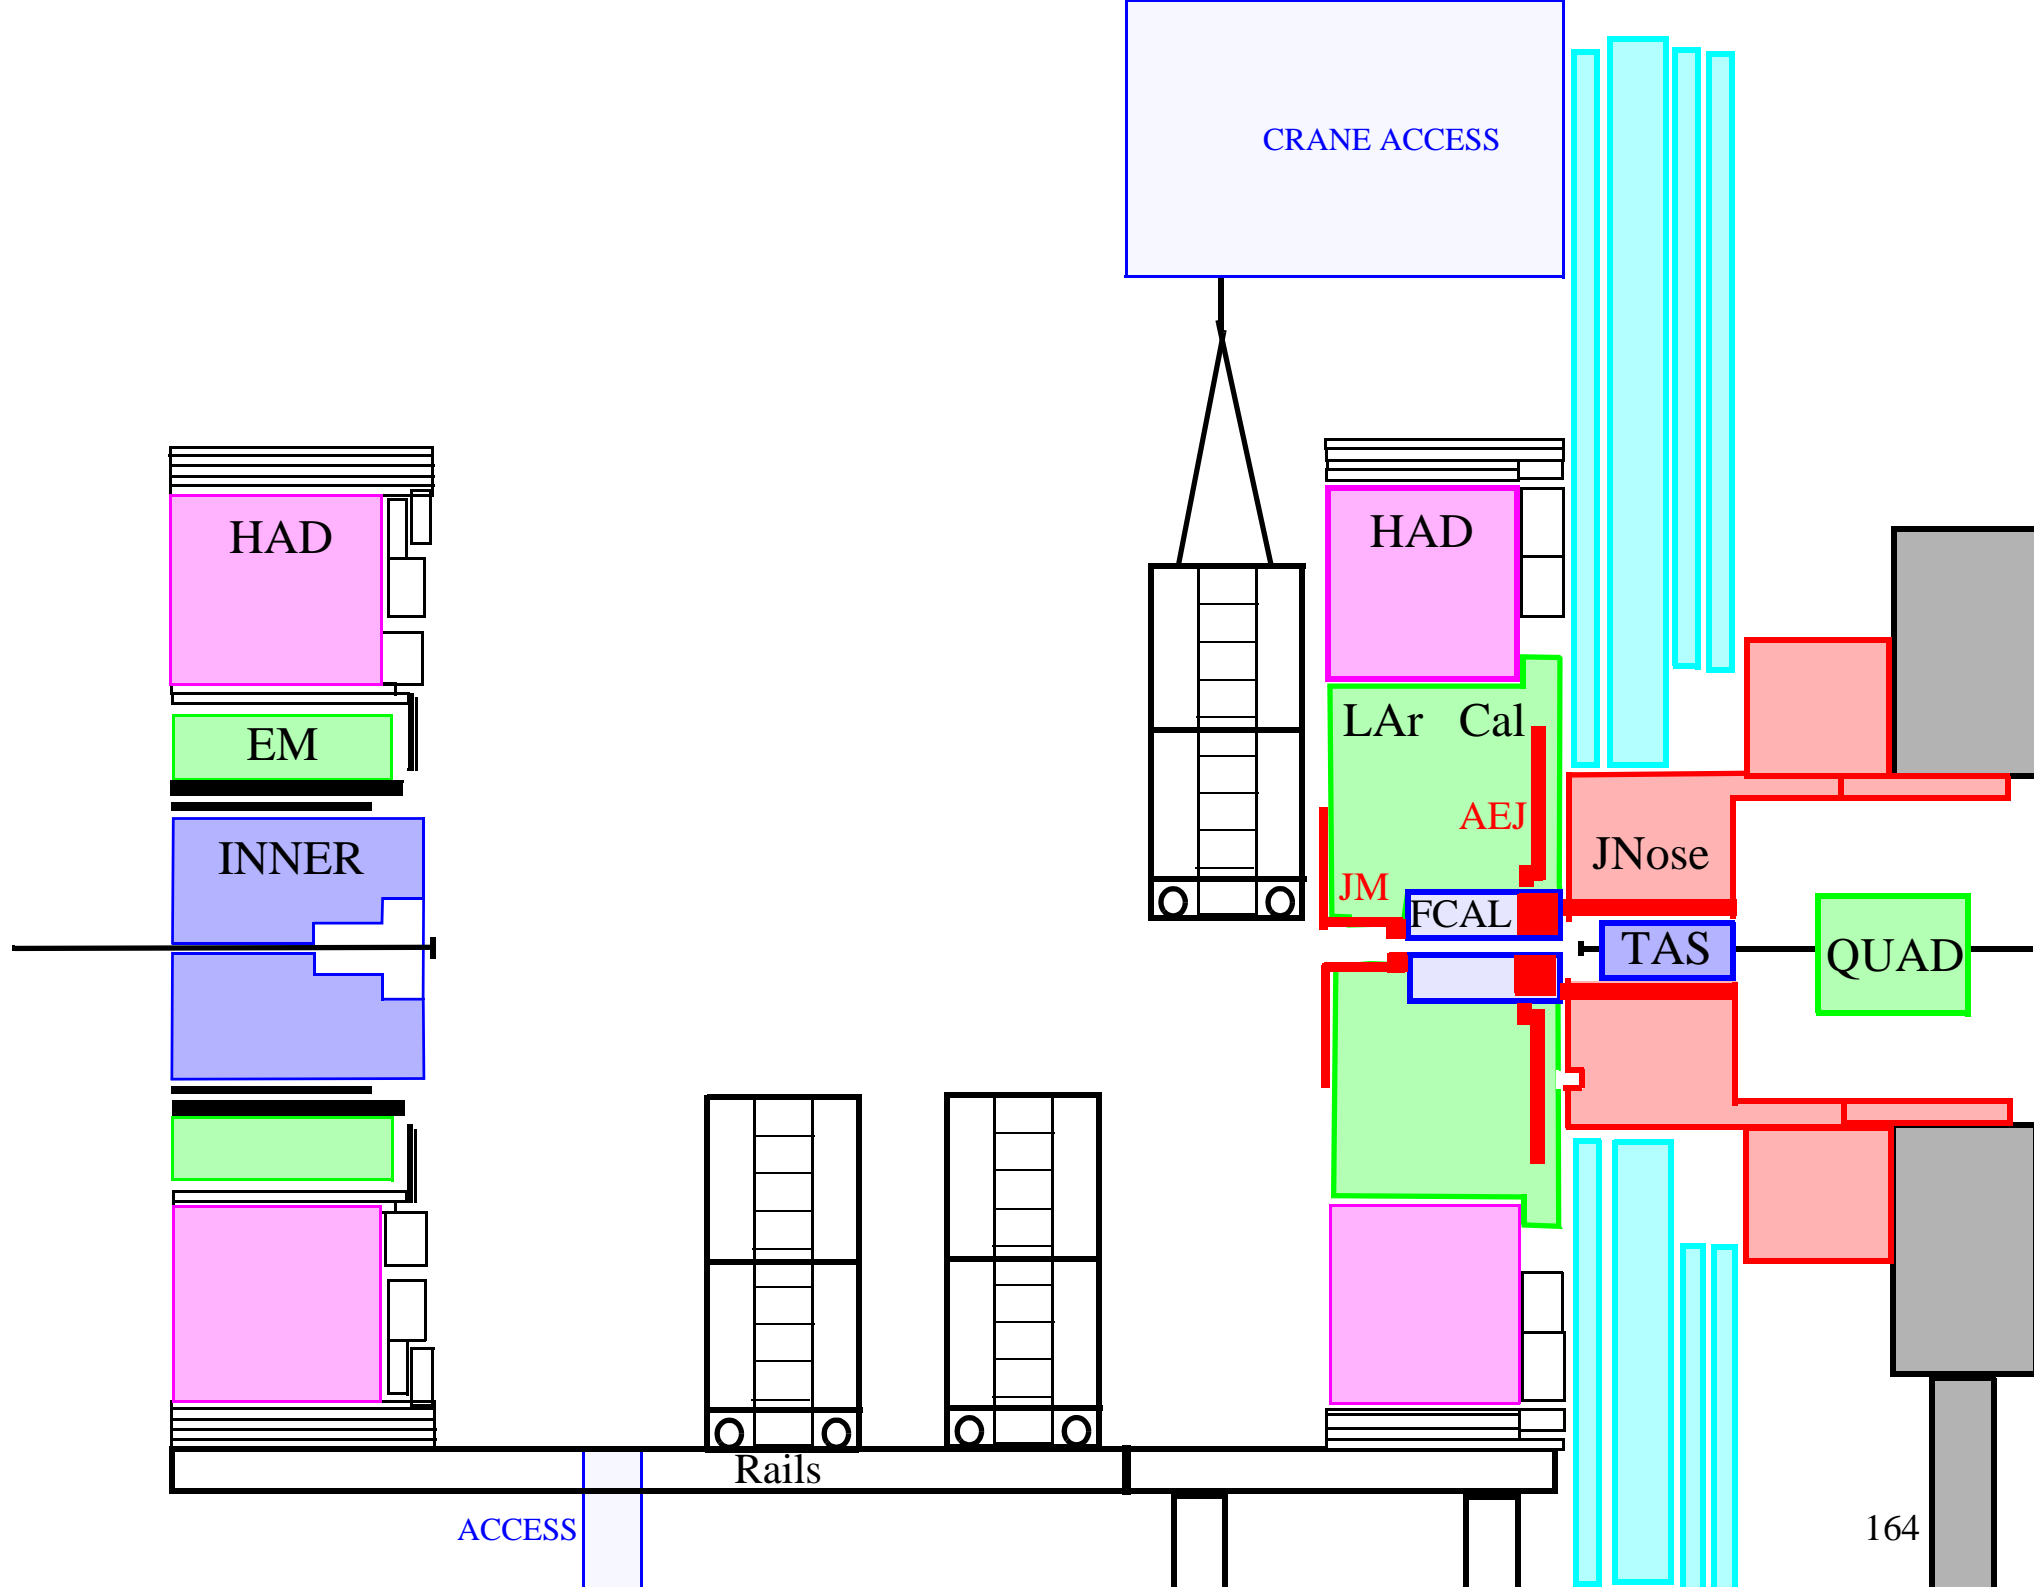 CRANE ACCESS
HAD
HAD
LAr Cal
EM
AEJ
INNER
JNose
JM
FCAL
TAS
QUAD
Rails
ACCESS
164